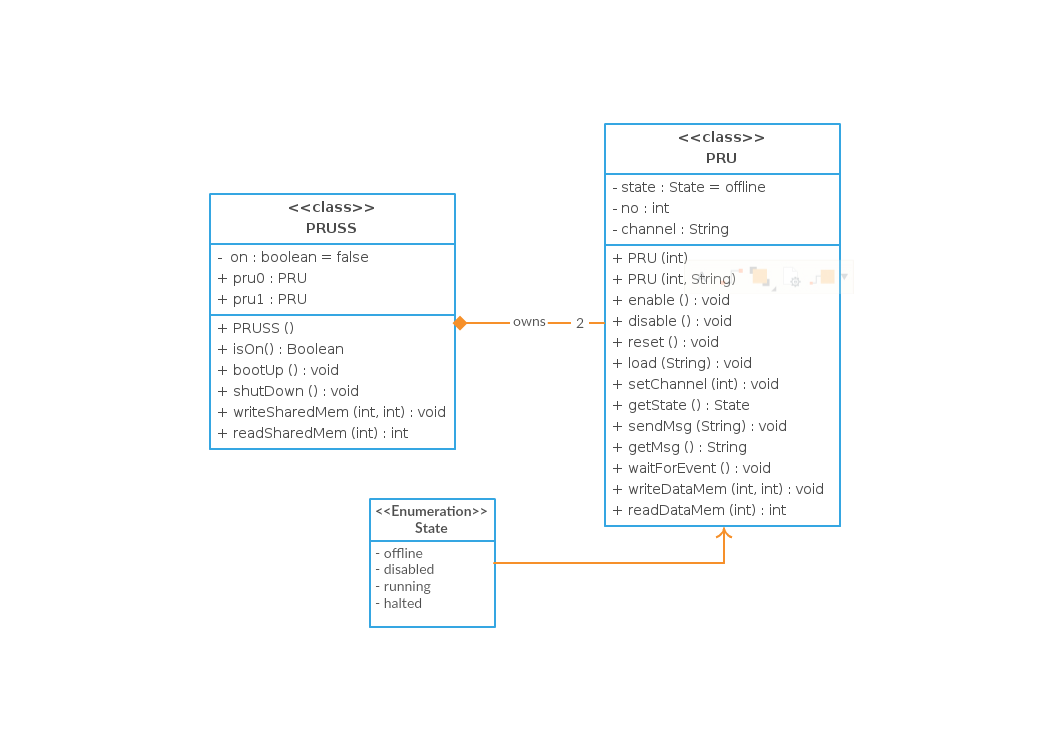 <<class>>
PRUSS
- on : boolean = false
+ pru0 : PRU
+ pru1 : PRU
+ PRUSS ()
+ isOn() : Boolean
+ bootUp () : void
+ shutDown () : void
+ writeSharedMem (int, int) : void
+ readSharedMem (int) : int
owns
2
<<class>>
PRU
- state : State = offline
- no : int
- channel : String
+ PRU (int)
+ PRU (int, String)
+ enable () : void
+ disable () : void
+ reset () : void
+ load (String) : void
+ setChannel (int) : void
+ getState () : State
+ sendMsg (String) : void
+ getMsg () : String
+ waitForEvent () : void
+ writeDataMem (int, int) : void
+ readDataMem (int) : int
<<Enumeration>>
State
- offline
- disabled
- running
- halted